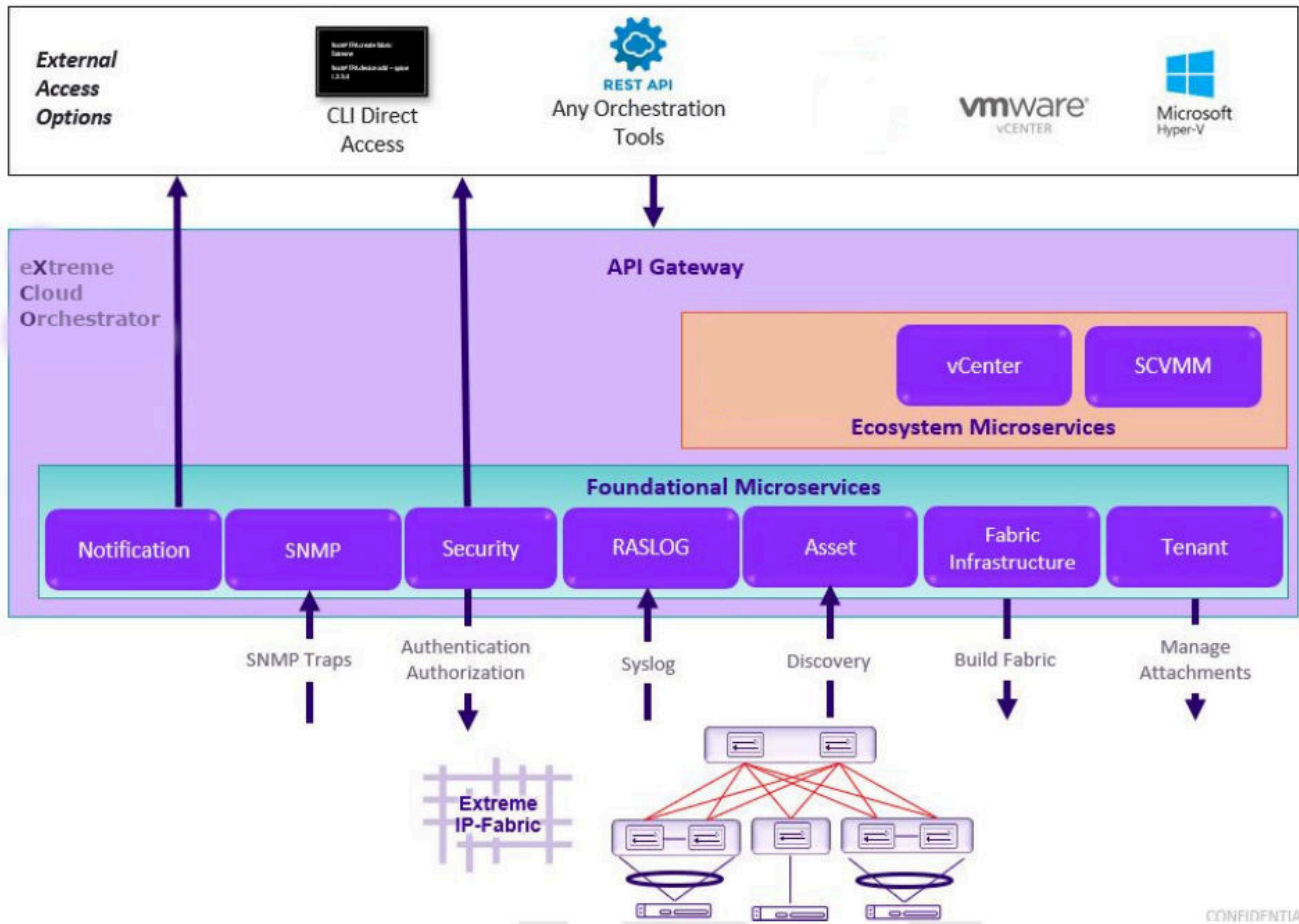 External
Access
Options
CLI Direct
Access
REST API
Any Orchestration
Tools
vmware®
vCENTER
Microsoft
Hyper-V
eXtreme
Cloud
Orchestrator
API Gateway
vCenter
SCVMM
Ecosystem Microservices
Foundational Microservices
Notification
SNMP
Security
RASLOG
Asset
Fabric
Infrastructure
Tenant
SNMP Traps
Authentication
Authorization
Syslog
Discovery
Build Fabric
Manage
Attachments
Extreme
IP-Fabric
CONFIDENTIA